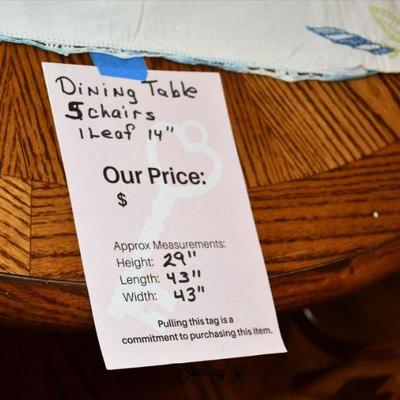 Dining Table
5 chairs
1 Leaf 14"
Our Price:
$
Approx Measurements:
Height: 29"
Length: 43"
Width: 43"
Pulling this tag is a
commitment to purchasing this item.